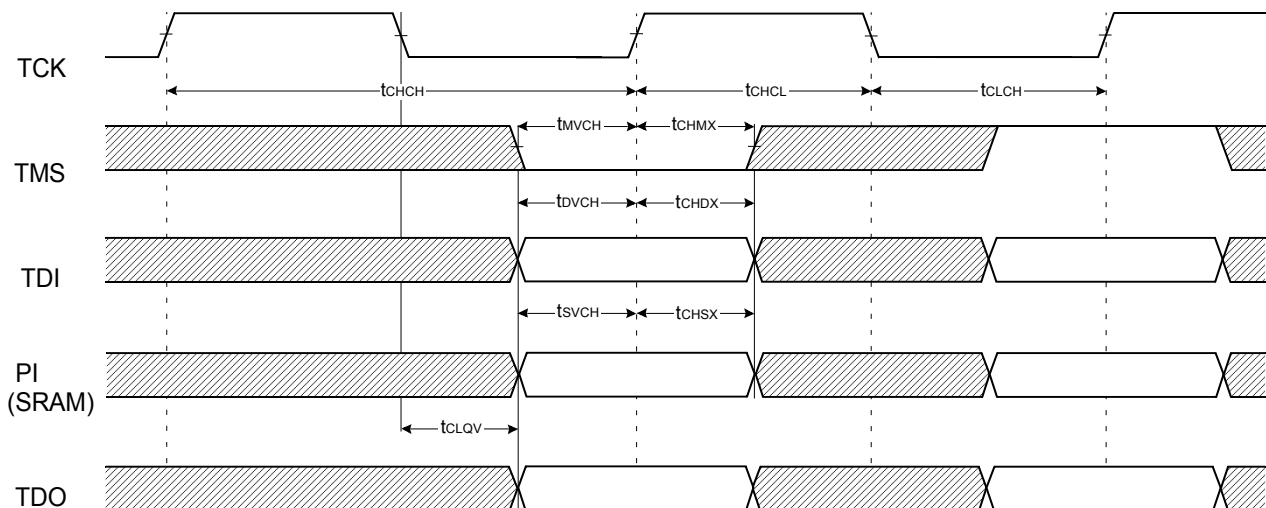 TCK
tCHCH
tCHCL
tCLCH
tMVCH
tCHMX
TMS
tDVCH
tCHDX
TDI
tSVCH
tCHSX
PI
(SRAM)
tCLQV
TDO